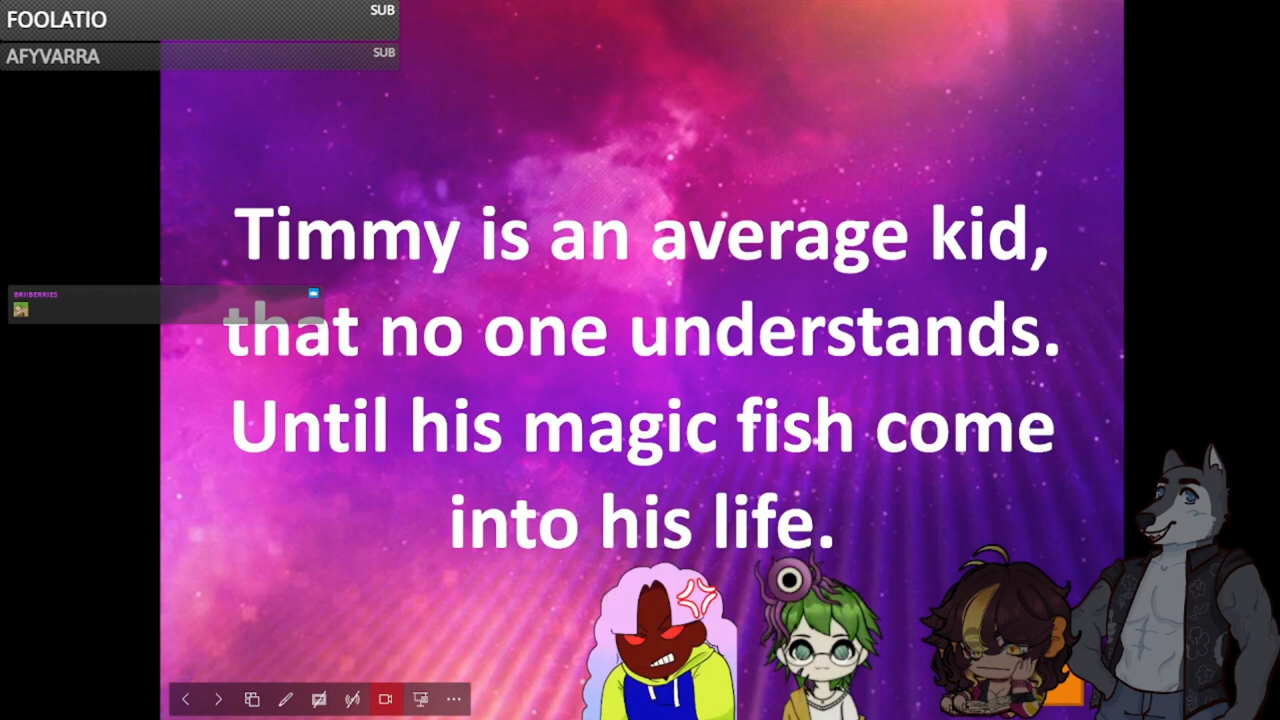 FOOLATIO SUB
AFYVARRA SUB
BRIIBERRIES
Timmy is an average kid,
that no one understands.
Until his magic fish come
into his life.